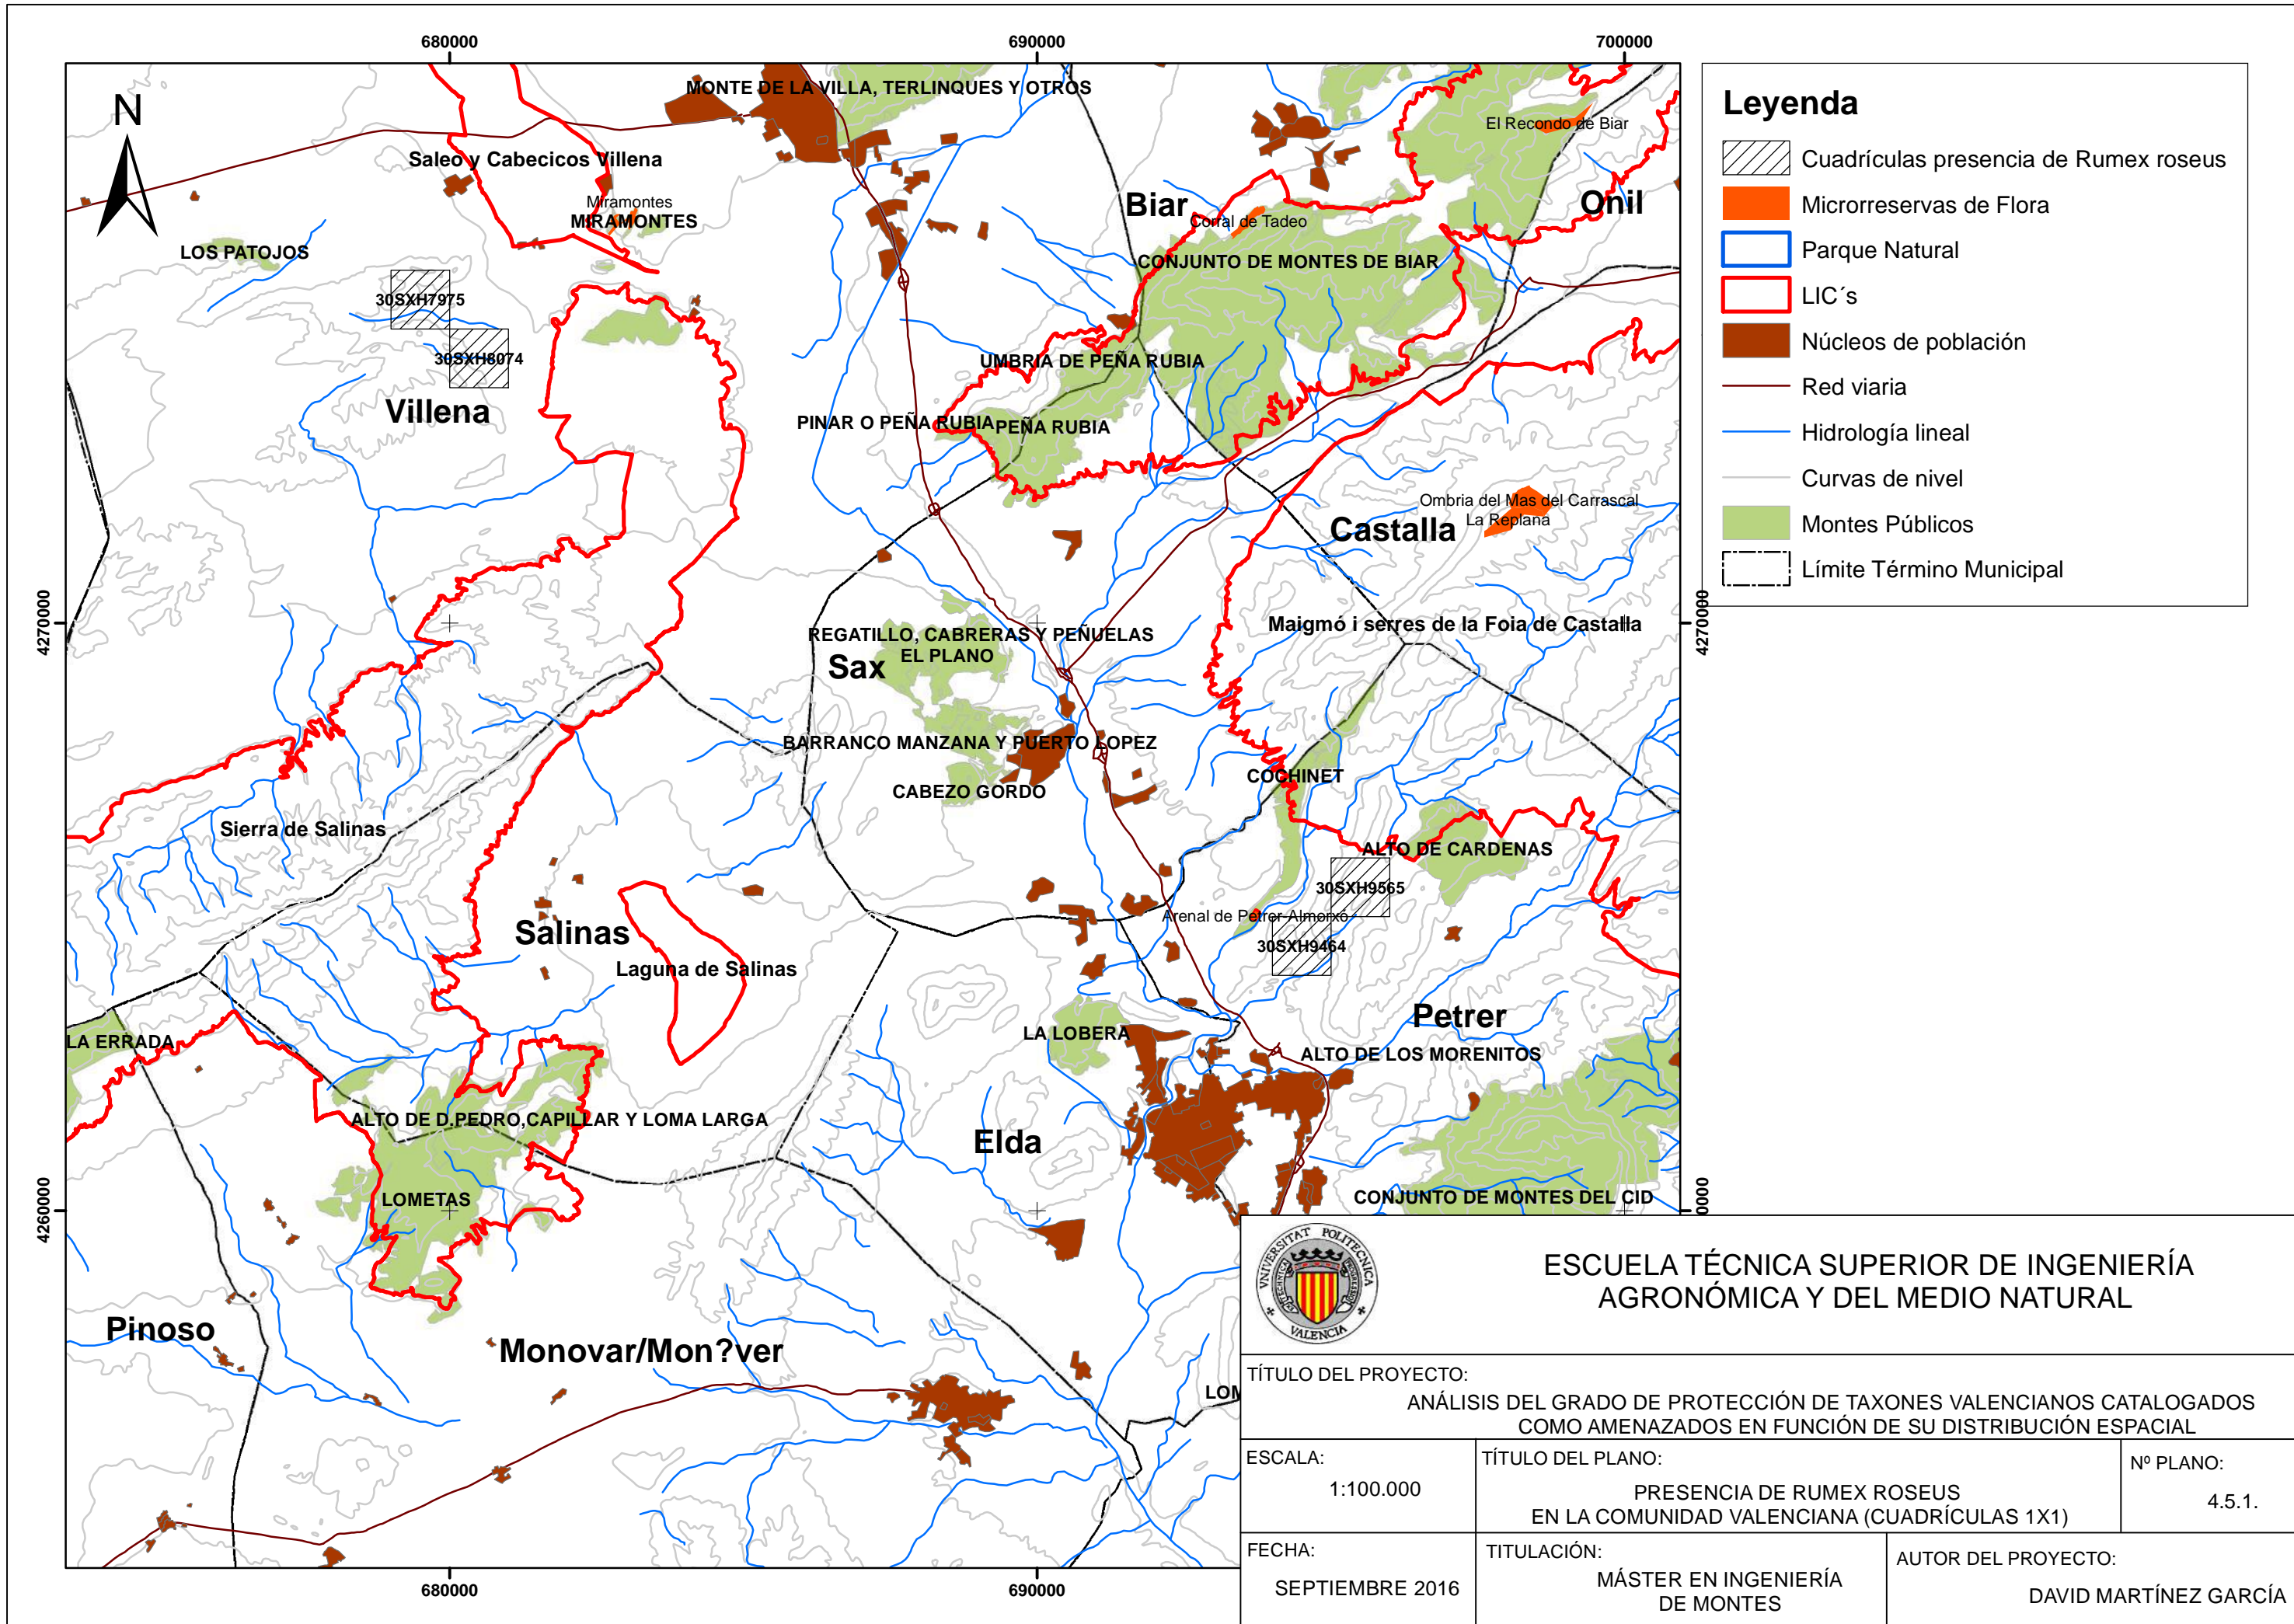 680000
690000
700000
N
MONTE DE LA VILLA, TERLINQUES Y OTROS
El Recondo de Biar
Saleo y Cabecicos Villena
Miramontes
MIRAMONTES
Biar
Onil
Corral de Tadeo
LOS PATOJOS
CONJUNTO DE MONTES DE BIAR
30SXH7975
30SXH8074
UMBRIA DE PEÑA RUBIA
Villena
PINAR O PEÑA RUBIA
PEÑA RUBIA
Ombria del Mas del Carrascal
La Replana
Castalla
4270000
4270000
Maigmó i serres de la Foia de Castalla
REGATILLO, CABRERAS Y PEÑUELAS
EL PLANO
Sax
BARRANCO MANZANA Y PUERTO LOPEZ
COCHINET
CABEZO GORDO
Sierra de Salinas
ALTO DE CARDENAS
30SXH9565
Arenal de Petrer-Almorxo
30SXH9464
Salinas
Laguna de Salinas
Petrer
LA ERRADA
LA LOBERA
ALTO DE LOS MORENITOS
ALTO DE D.PEDRO,CAPILLAR Y LOMA LARGA
Elda
LOMETAS
CONJUNTO DE MONTES DEL CID
4260000
0000
Pinoso
Monovar/Mon?ver
LOM
680000
690000
Leyenda
Cuadrículas presencia de Rumex roseus
Microrreservas de Flora
Parque Natural
LIC´s
Núcleos de población
Red viaria
Hidrología lineal
Curvas de nivel
Montes Públicos
Límite Término Municipal
VNIVERSITAT POLITECNICA
VALENCIA
ESCUELA TÉCNICA SUPERIOR DE INGENIERÍA
AGRONÓMICA Y DEL MEDIO NATURAL
TÍTULO DEL PROYECTO:
ANÁLISIS DEL GRADO DE PROTECCIÓN DE TAXONES VALENCIANOS CATALOGADOS
COMO AMENAZADOS EN FUNCIÓN DE SU DISTRIBUCIÓN ESPACIAL
ESCALA:
1:100.000
TÍTULO DEL PLANO:
PRESENCIA DE RUMEX ROSEUS
EN LA COMUNIDAD VALENCIANA (CUADRÍCULAS 1X1)
Nº PLANO:
4.5.1.
FECHA:
SEPTIEMBRE 2016
TITULACIÓN:
MÁSTER EN INGENIERÍA
DE MONTES
AUTOR DEL PROYECTO:
DAVID MARTÍNEZ GARCÍA